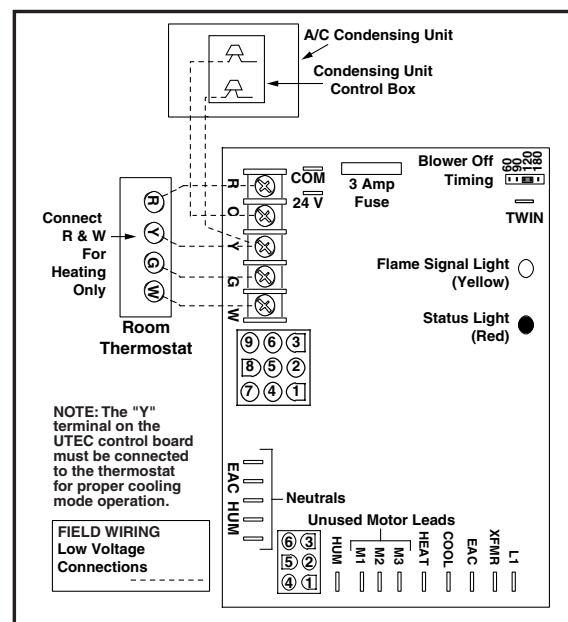 A/C Condensing Unit
Condensing Unit
Control Box
R
C
Y
G
W
COM
24 V
3 Amp
Fuse
Blower Off
Timing
60
90
120
180
TWIN
Connect
R & W
For
Heating
Only
R
Y
G
W
Room
Thermostat
Flame Signal Light
(Yellow)
Status Light
(Red)
9 6 3
8 5 2
7 4 1
NOTE: The "Y"
terminal on the
UTEC control board
must be connected
to the thermostat
for proper cooling
mode operation.
EAC HUM
Neutrals
Unused Motor Leads
6 3
5 2
4 1
HUM
M1
M2
M3
HEAT
COOL
EAC
XFMR
L1
FIELD WIRING
Low Voltage
Connections